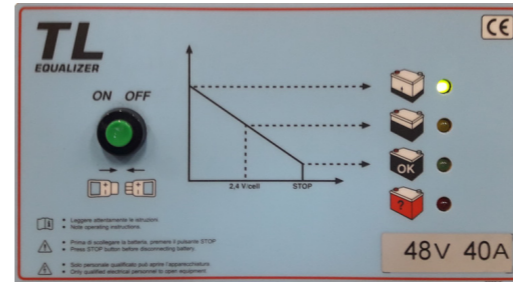 TL
EQUALIZER
CE
ON OFF
OK
?
2,4 V/cell STOP
48V 40A
• Leggere attentamente le istruzioni.
• Note operating instructions.
• Prima di scollegare la batteria, premere il pulsante STOP
• Press STOP button before disconnecting battery.
• Solo personale qualificato può aprire l'apparecchiatura
• Only qualified electrical personnel to open equipment.